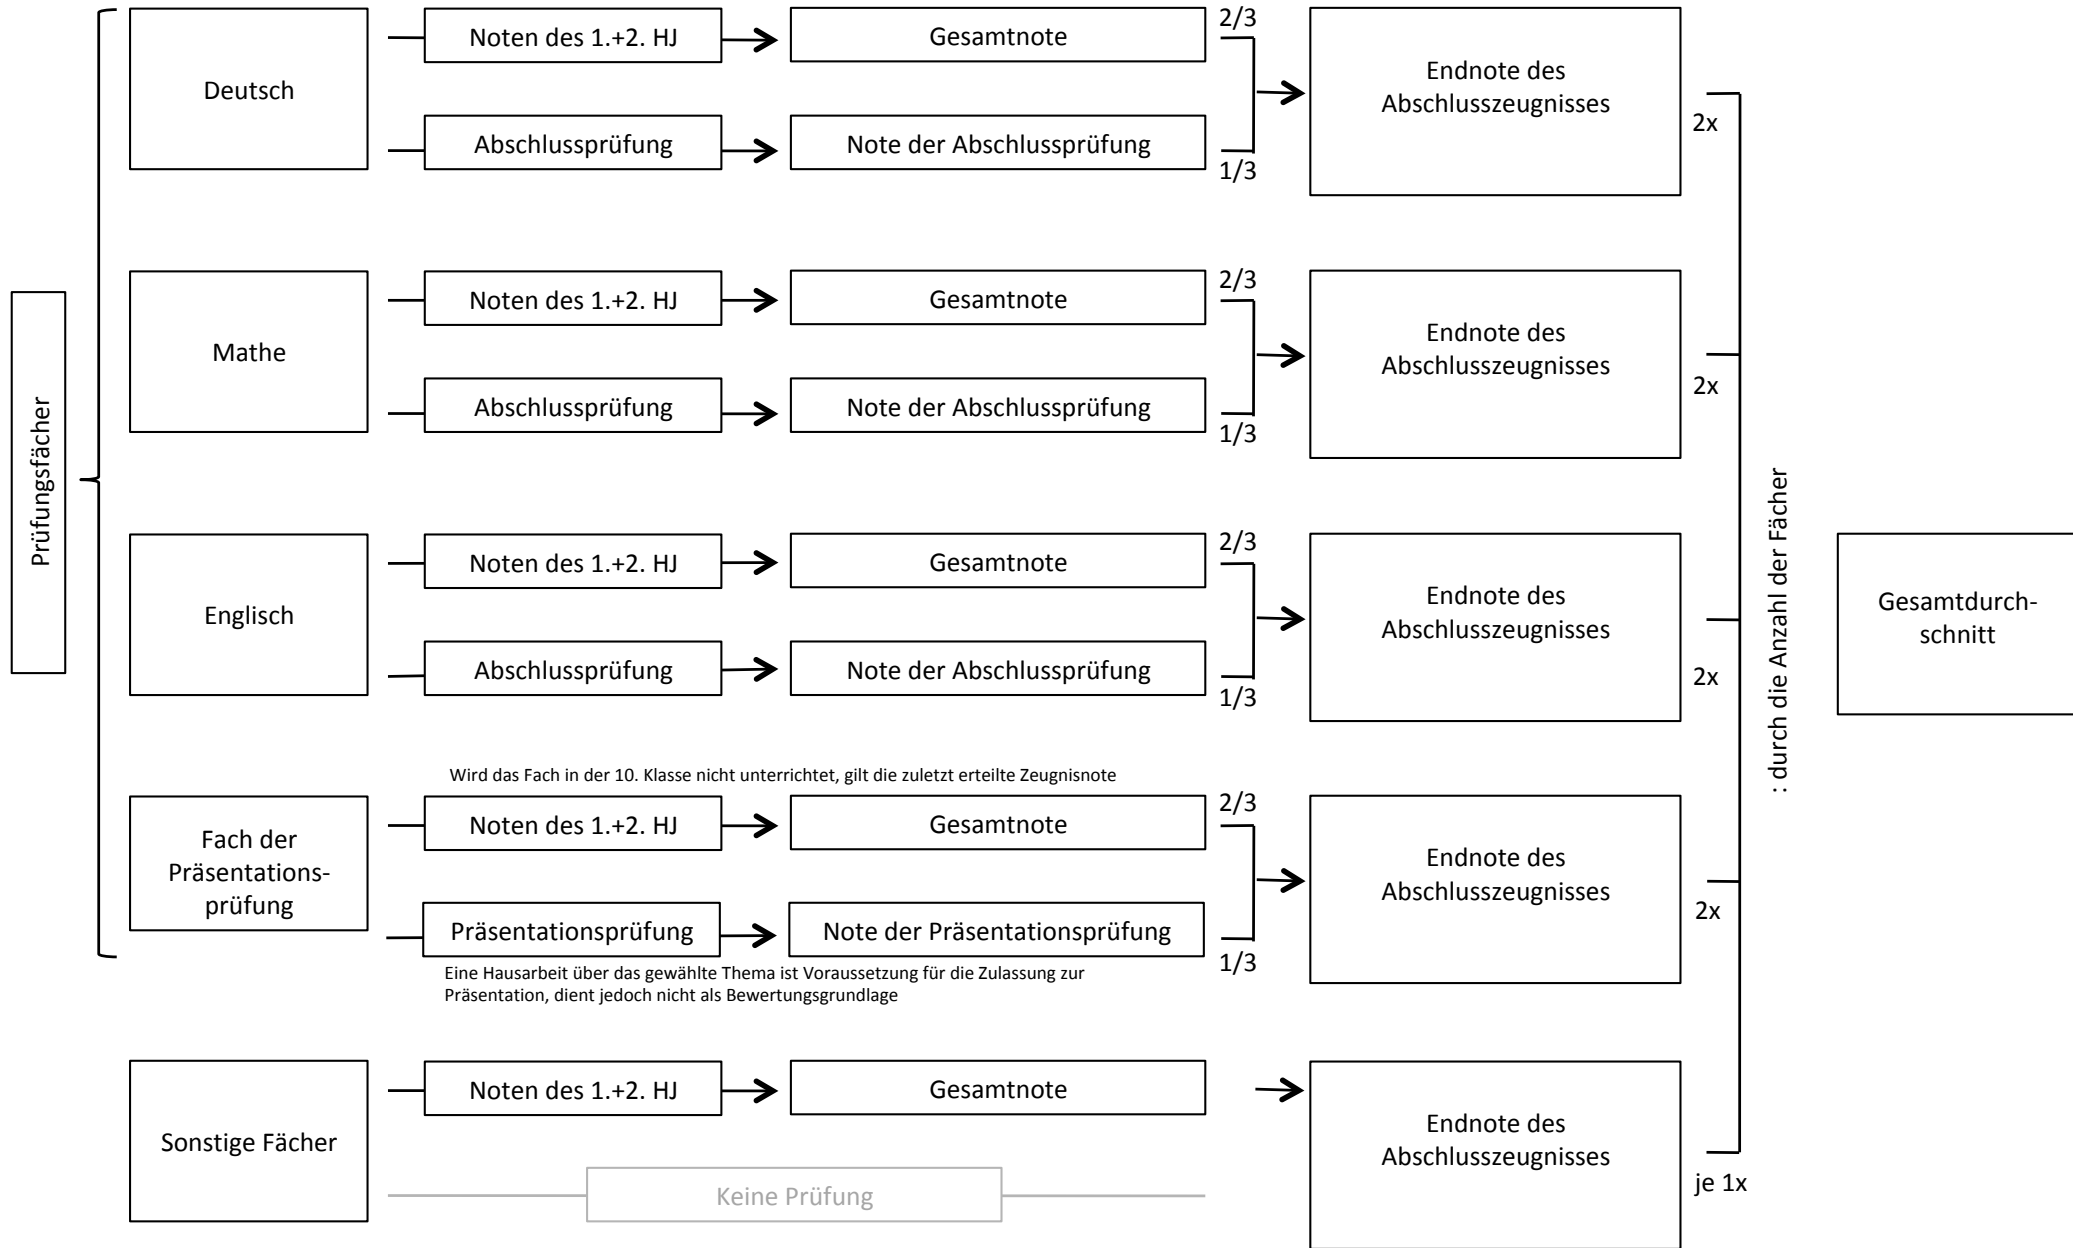 Prüfungsfächer
Deutsch
Noten des 1.+2. HJ
Gesamtnote
2/3
Abschlussprüfung
Note der Abschlussprüfung
1/3
Endnote des
Abschlusszeugnisses
2x
Mathe
Noten des 1.+2. HJ
Gesamtnote
2/3
Abschlussprüfung
Note der Abschlussprüfung
1/3
Endnote des
Abschlusszeugnisses
2x
Englisch
Noten des 1.+2. HJ
Gesamtnote
2/3
Abschlussprüfung
Note der Abschlussprüfung
1/3
Endnote des
Abschlusszeugnisses
2x
Wird das Fach in der 10. Klasse nicht unterrichtet, gilt die zuletzt erteilte Zeugnisnote
Fach der
Präsentations-
prüfung
Noten des 1.+2. HJ
Gesamtnote
2/3
Präsentationsprüfung
Note der Präsentationsprüfung
1/3
Eine Hausarbeit über das gewählte Thema ist Voraussetzung für die Zulassung zur
Präsentation, dient jedoch nicht als Bewertungsgrundlage
Endnote des
Abschlusszeugnisses
2x
Sonstige Fächer
Noten des 1.+2. HJ
Gesamtnote
Keine Prüfung
Endnote des
Abschlusszeugnisses
je 1x
: durch die Anzahl der Fächer
Gesamtdurch-
schnitt